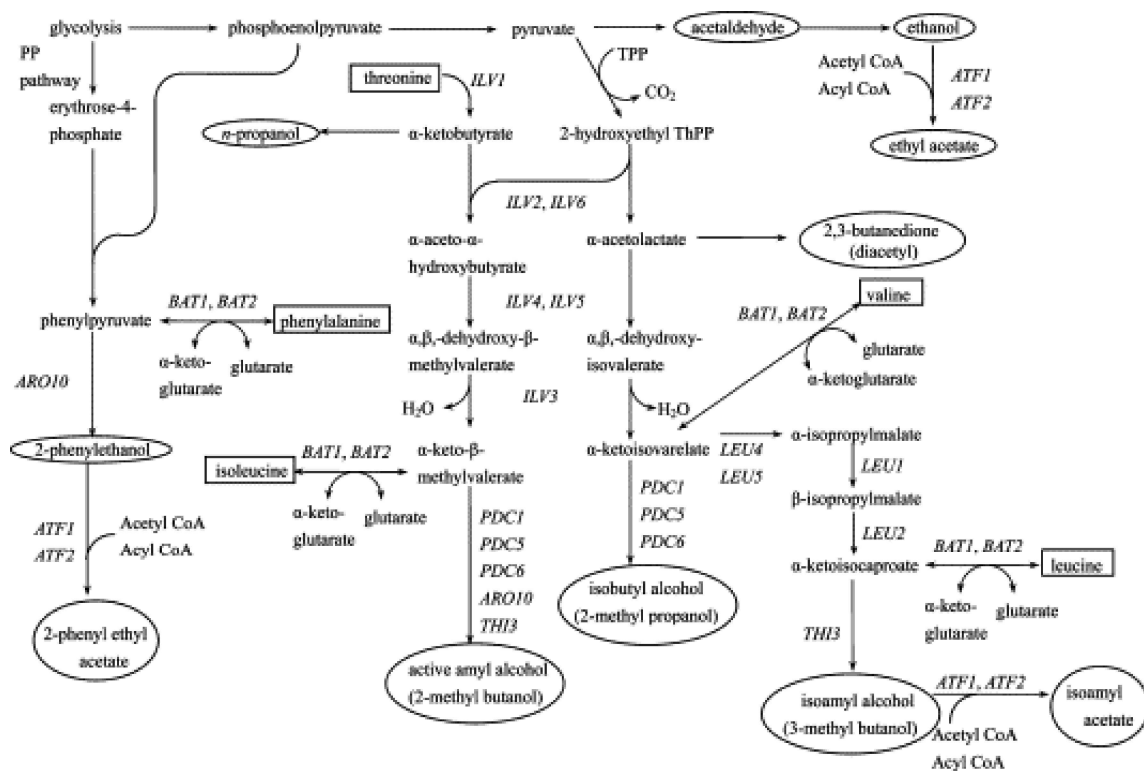 glycolysis
phosphoenolpyruvate
pyruvate
acetaldehyde
ethanol
PP
pathway
erythrose-4-
phosphate
threonine
ILV1
TPP
CO2
Acetyl CoA
Acyl CoA
ATF1
ATF2
n-propanol
α-ketobutyrate
2-hydroxyethyl ThPP
ethyl acetate
ILV2, ILV6
α-aceto-α-
hydroxybutyrate
α-acetolactate
2,3-butanedione
(diacetyl)
ILV4, ILV5
phenylpyruvate
BAT1, BAT2
phenylalanine
α-keto-
glutarate
glutarate
α,β,-dehydroxy-β-
methylvalerate
α,β,-dehydroxy-
isovalerate
BAT1, BAT2
valine
glutarate
α-ketoglutarate
ARO10
H2O
ILV3
H2O
2-phenylethanol
isoleucine
BAT1, BAT2
α-keto-β-
methylvalerate
α-keto-
glutarate
glutarate
α-ketoisovarelate
LEU4
LEU5
α-isopropylmalate
LEU1
β-isopropylmalate
LEU2
ATF1
ATF2
Acetyl CoA
Acyl CoA
PDC1
PDC5
PDC6
ARO10
THI3
PDC1
PDC5
PDC6
α-ketoisocaproate
BAT1, BAT2
leucine
α-keto-
glutarate
glutarate
2-phenyl ethyl
acetate
active amyl alcohol
(2-methyl butanol)
isobutyl alcohol
(2-methyl propanol)
THI3
isoamyl alcohol
(3-methyl butanol)
ATF1, ATF2
Acetyl CoA
Acyl CoA
isoamyl
acetate